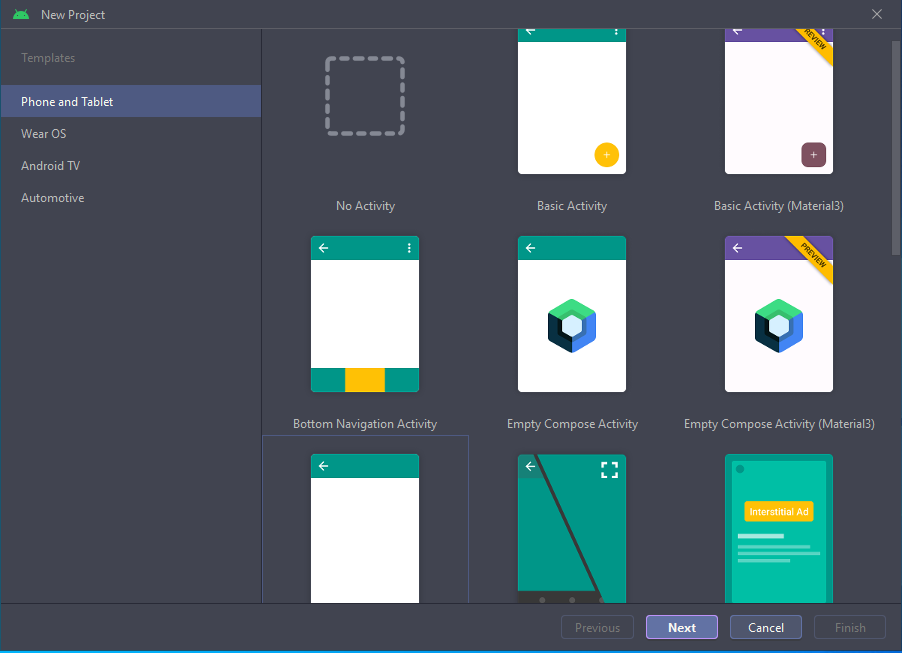 New Project
Templates
Phone and Tablet
Wear OS
Android TV
Automotive
PREVIEW
No Activity
Basic Activity
Basic Activity (Material3)
PREVIEW
Bottom Navigation Activity
Empty Compose Activity
Empty Compose Activity (Material3)
Interstitial Ad
Previous
Next
Cancel
Finish